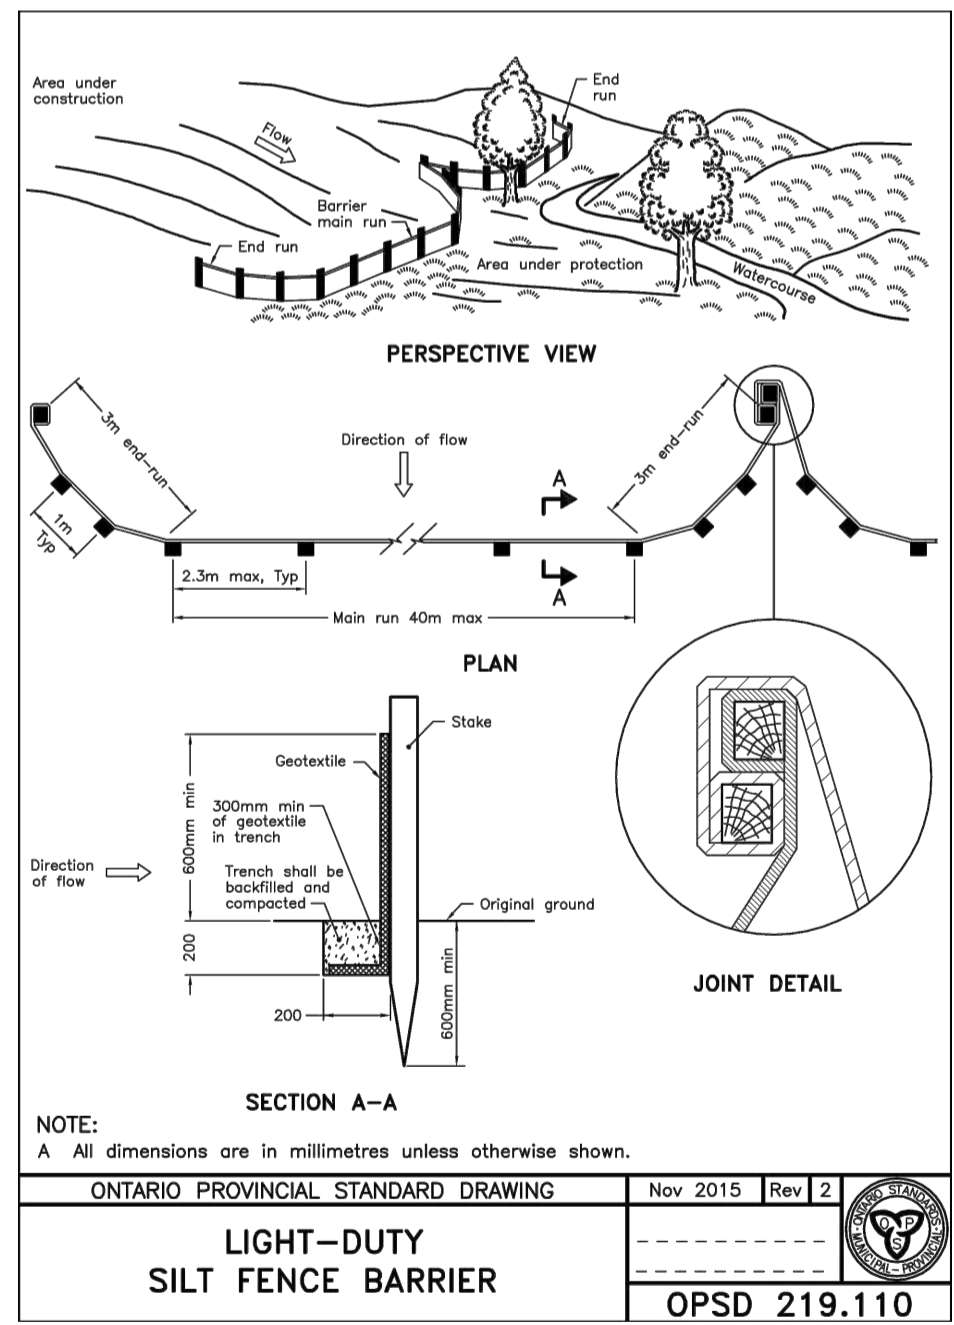 Area under
construction
End
run
Flow
Barrier
main run
End run
Area under protection
Watercourse
PERSPECTIVE VIEW
3m end-run
Direction of flow
3m end-run
A
1m
Typ
2.3m max, Typ
A
Main run 40m max
PLAN
Stake
Geotextile
600mm min
300mm min
of geotextile
in trench
Direction
of flow
Trench shall be
backfilled and
compacted
Original ground
200
600mm min
200
JOINT DETAIL
SECTION A-A
NOTE:
A All dimensions are in millimetres unless otherwise shown.
ONTARIO PROVINCIAL STANDARD DRAWING
Nov 2015
Rev
2
LIGHT-DUTY
SILT FENCE BARRIER
ONTARIO STANDARDS
MUNICIPAL - PROVINCIAL
O P
S
OPSD 219.110